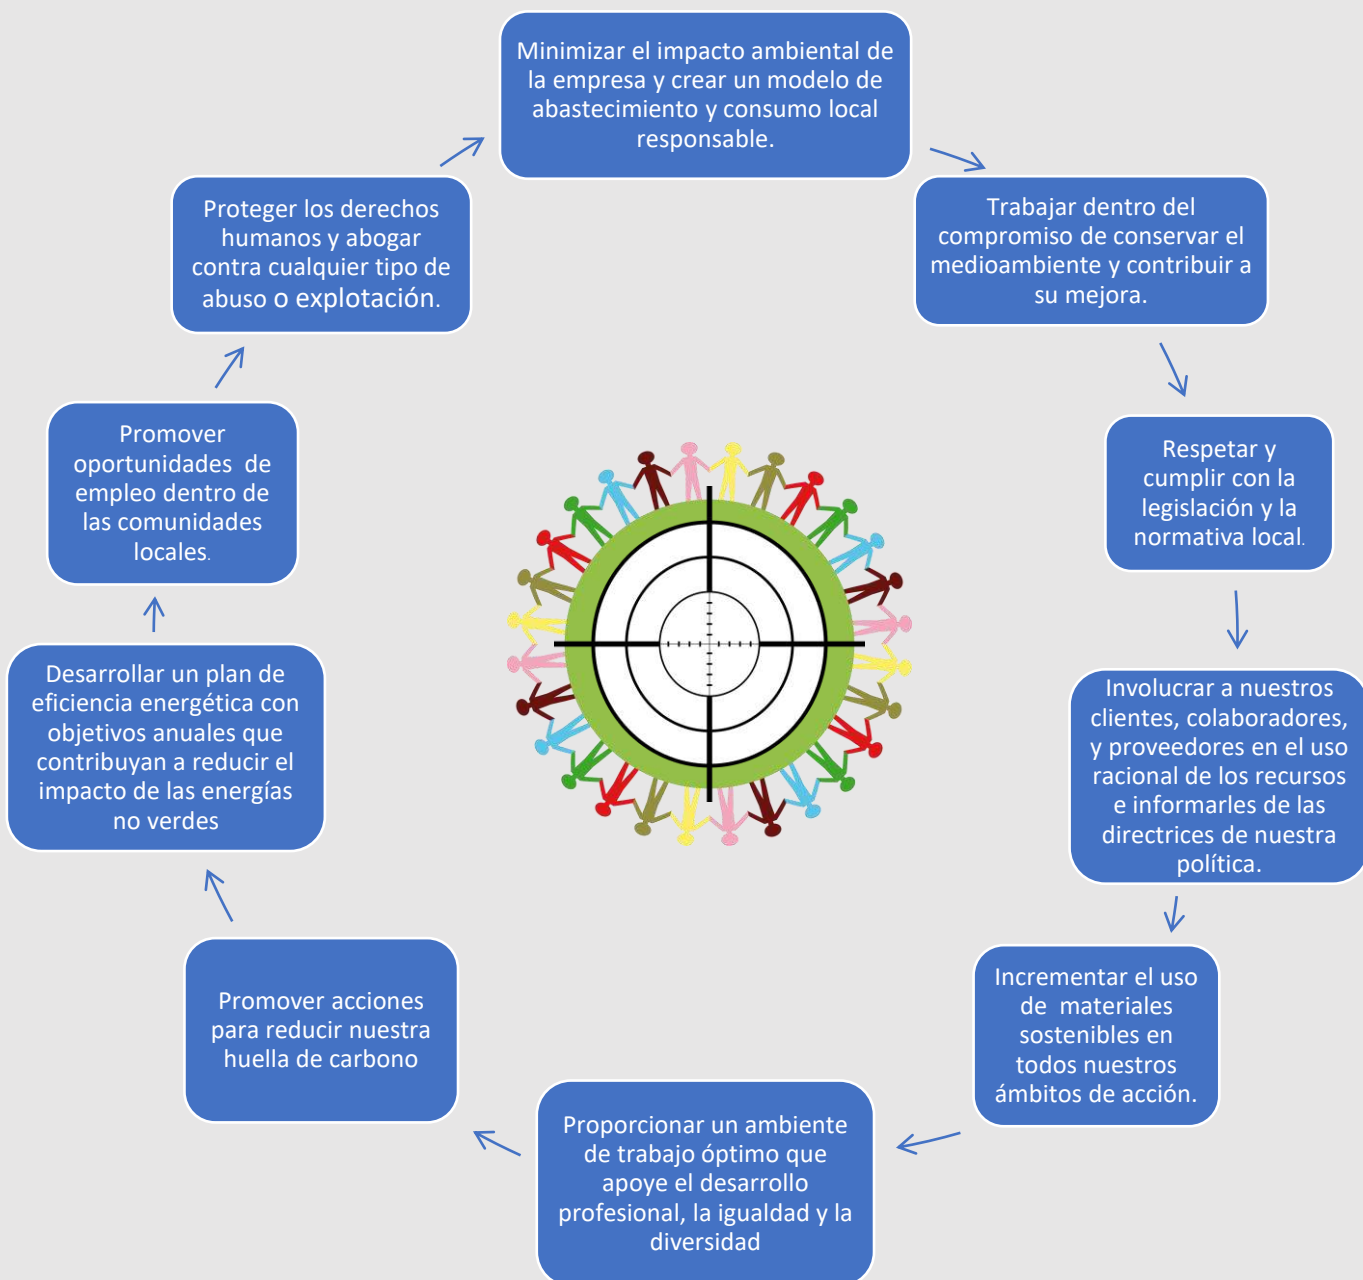 Minimizar el impacto ambiental de
la empresa y crear un modelo de
abastecimiento y consumo local
responsable.
Trabajar dentro del
compromiso de conservar el
medioambiente y contribuir a
su mejora.
Respetar y
cumplir con la
legislación y la
normativa local.
Involucrar a nuestros
clientes, colaboradores,
y proveedores en el uso
racional de los recursos
e informarles de las
directrices de nuestra
política.
Incrementar el uso
de materiales
sostenibles en
todos nuestros
ámbitos de acción.
Proporcionar un ambiente
de trabajo óptimo que
apoye el desarrollo
profesional, la igualdad y la
diversidad
Promover acciones
para reducir nuestra
huella de carbono
Desarrollar un plan de
eficiencia energética con
objetivos anuales que
contribuyan a reducir el
impacto de las energías
no verdes
Promover
oportunidades de
empleo dentro de
las comunidades
locales.
Proteger los derechos
humanos y abogar
contra cualquier tipo de
abuso o explotación.